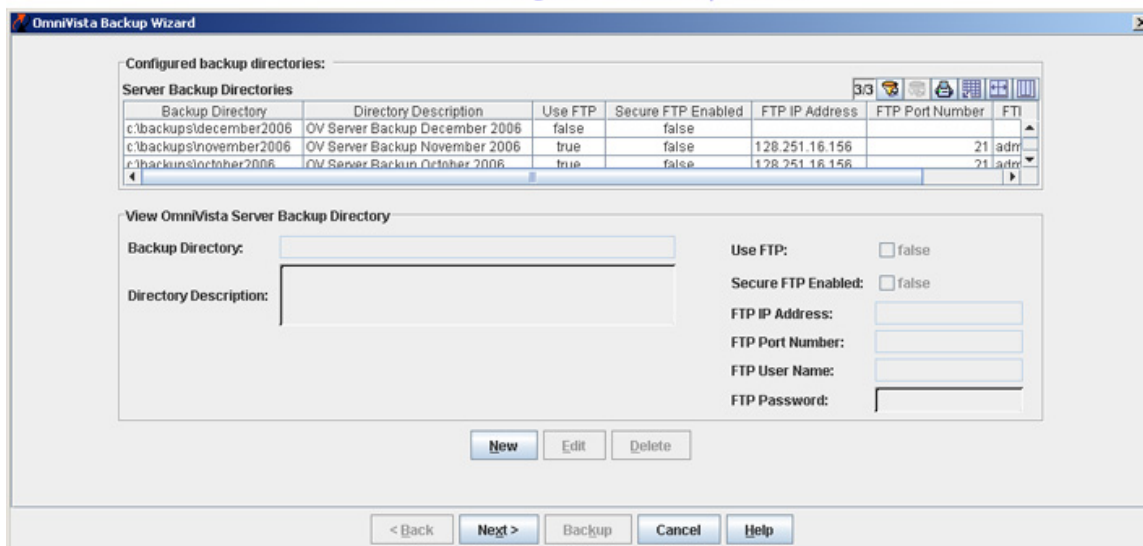 OmniVista Backup Wizard
Configured backup directories:
Server Backup Directories
3/3
Backup Directory Directory Description Use FTP Secure FTP Enabled FTP IP Address FTP Port Number
c:\backups\december2006 OV Server Backup December 2006 false false
c:\backups\november2006 OV Server Backup November 2006 true false 128.251.16.156 21 adm
c:\backups\october2006 OV Server Backup October 2006 true false 128.251.16.156 21 adm
View OmniVista Server Backup Directory
Backup Directory:
Directory Description:
Use FTP: false
Secure FTP Enabled: false
FTP IP Address:
FTP Port Number:
FTP User Name:
FTP Password:
New Edit Delete
< Back Next > Backup Cancel Help